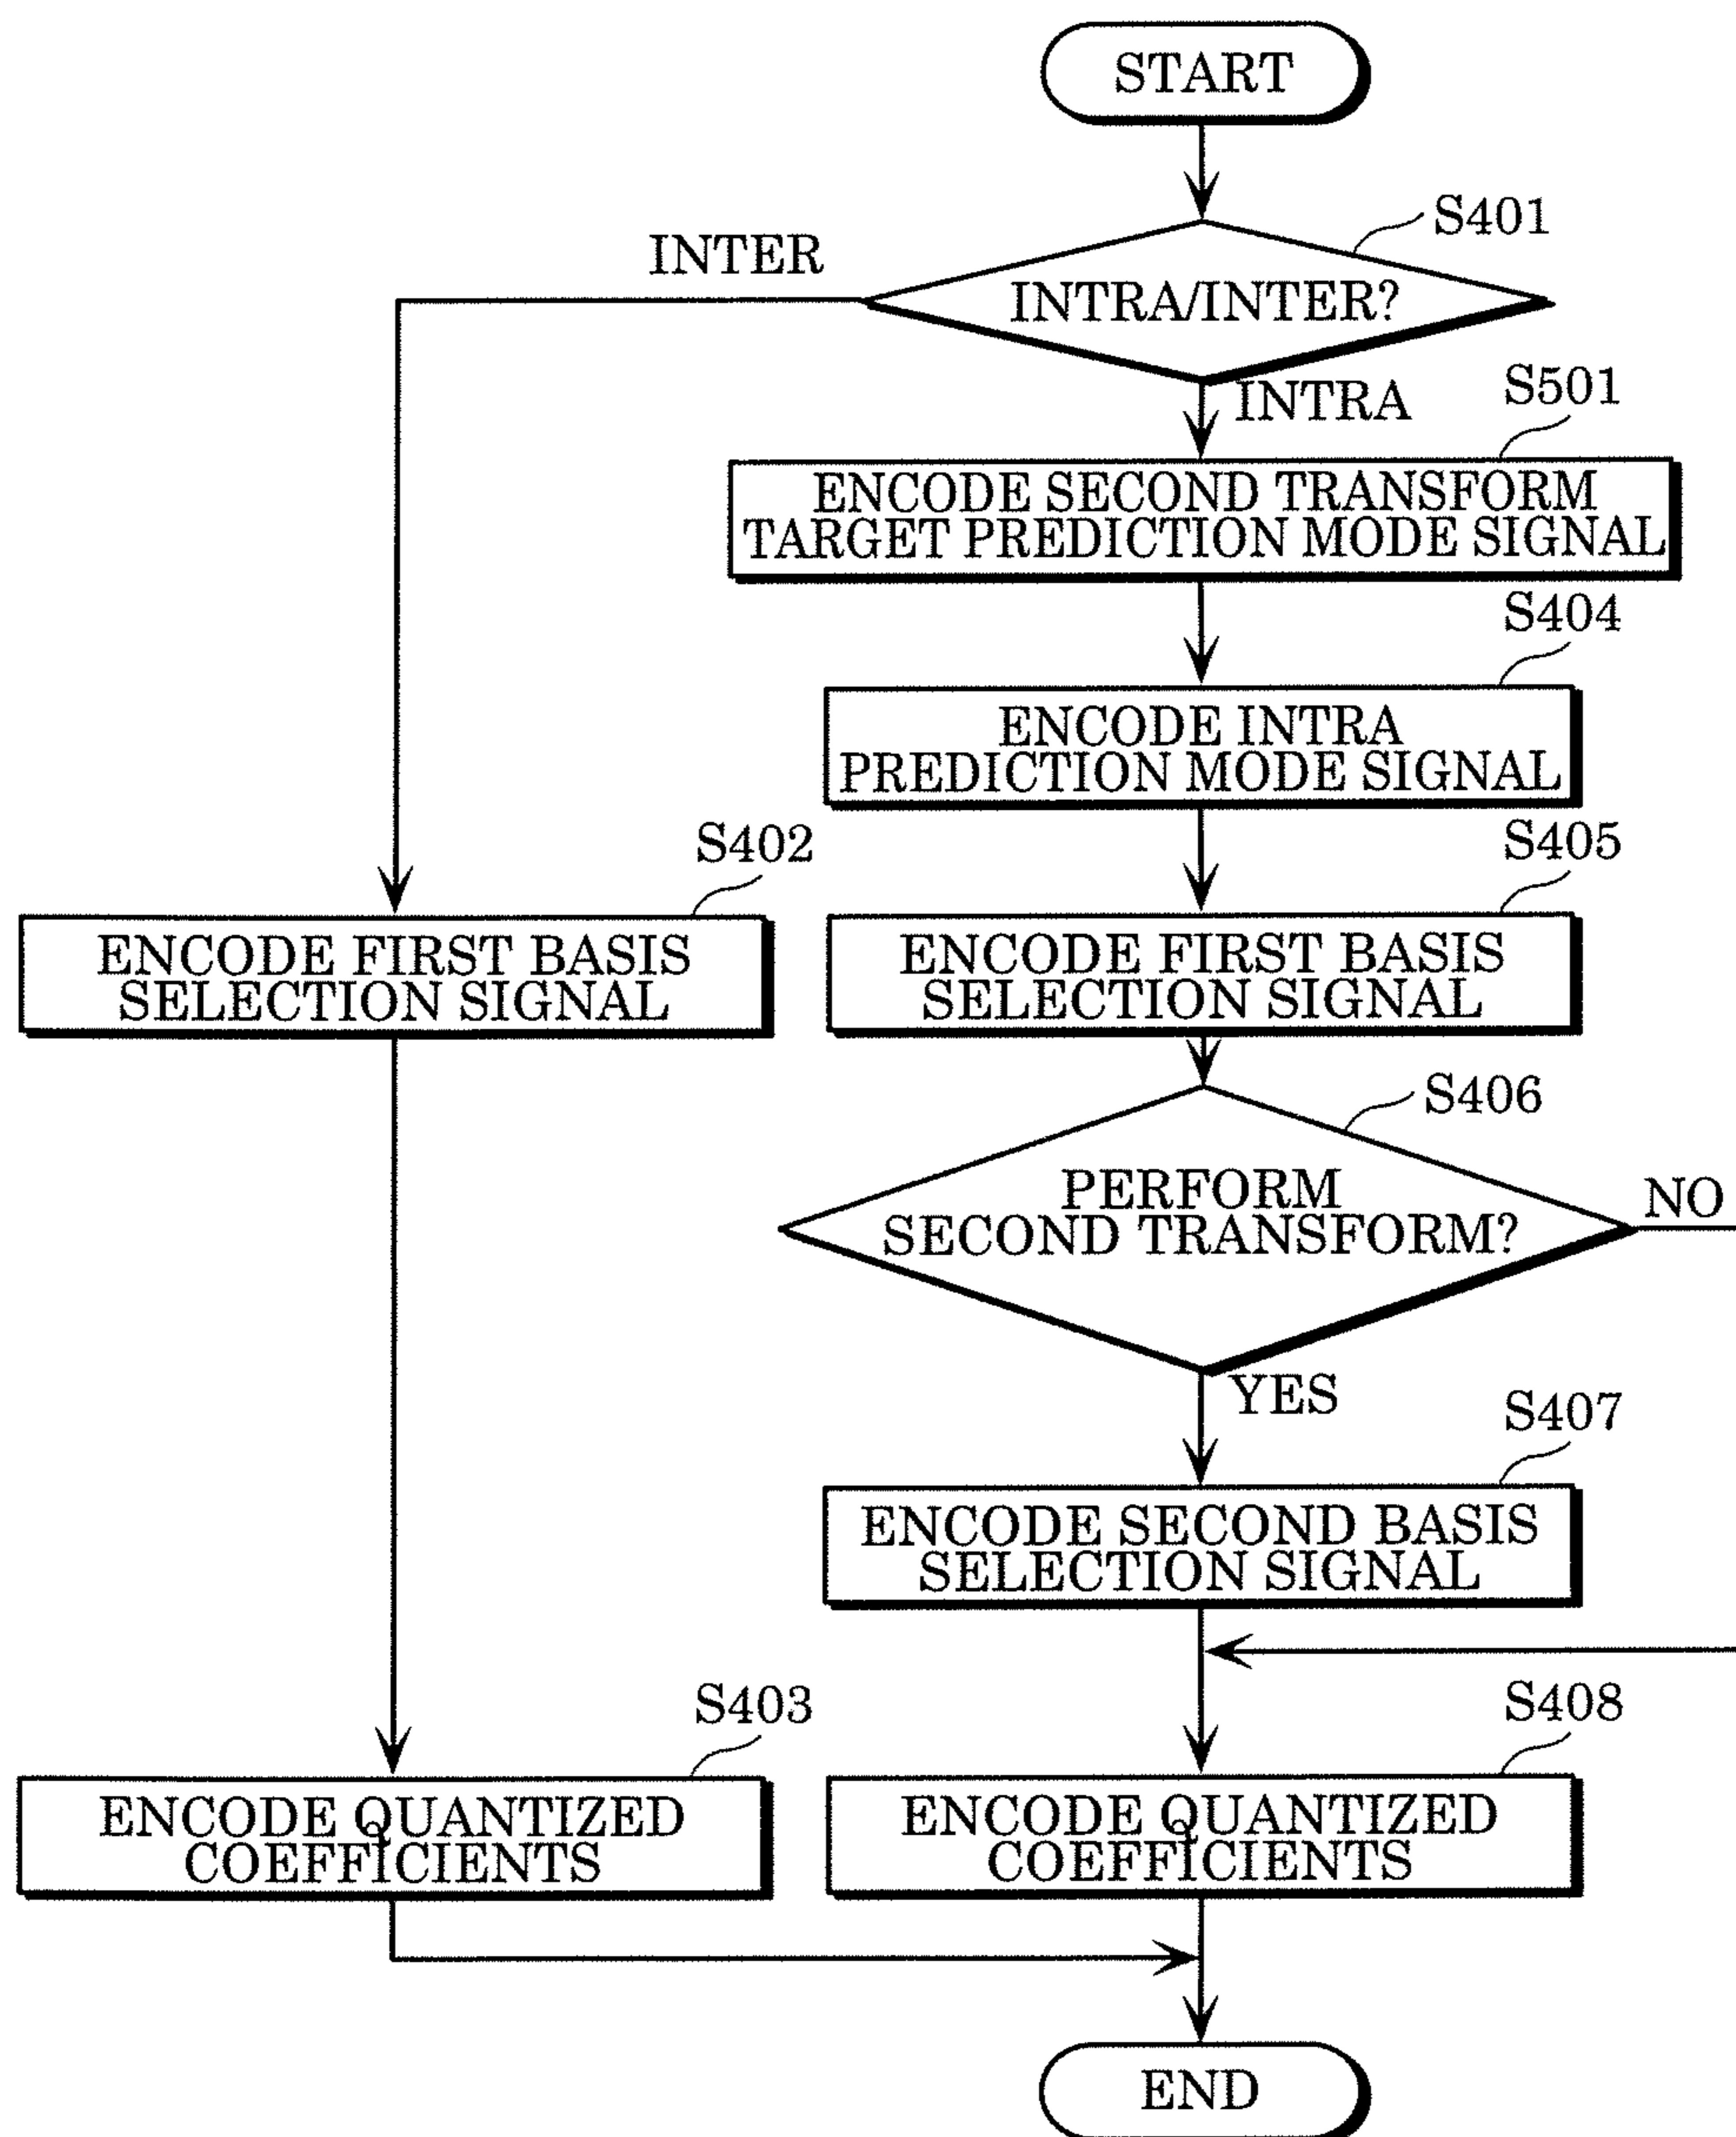 START
S401
INTER
INTRA/INTER?
INTRA
S501
ENCODE SECOND TRANSFORM
TARGET PREDICTION MODE SIGNAL
S404
ENCODE INTRA
PREDICTION MODE SIGNAL
S402
S405
ENCODE FIRST BASIS
SELECTION SIGNAL
ENCODE FIRST BASIS
SELECTION SIGNAL
S406
PERFORM
SECOND TRANSFORM?
NO
YES
S407
ENCODE SECOND BASIS
SELECTION SIGNAL
S403
S408
ENCODE QUANTIZED
COEFFICIENTS
ENCODE QUANTIZED
COEFFICIENTS
END